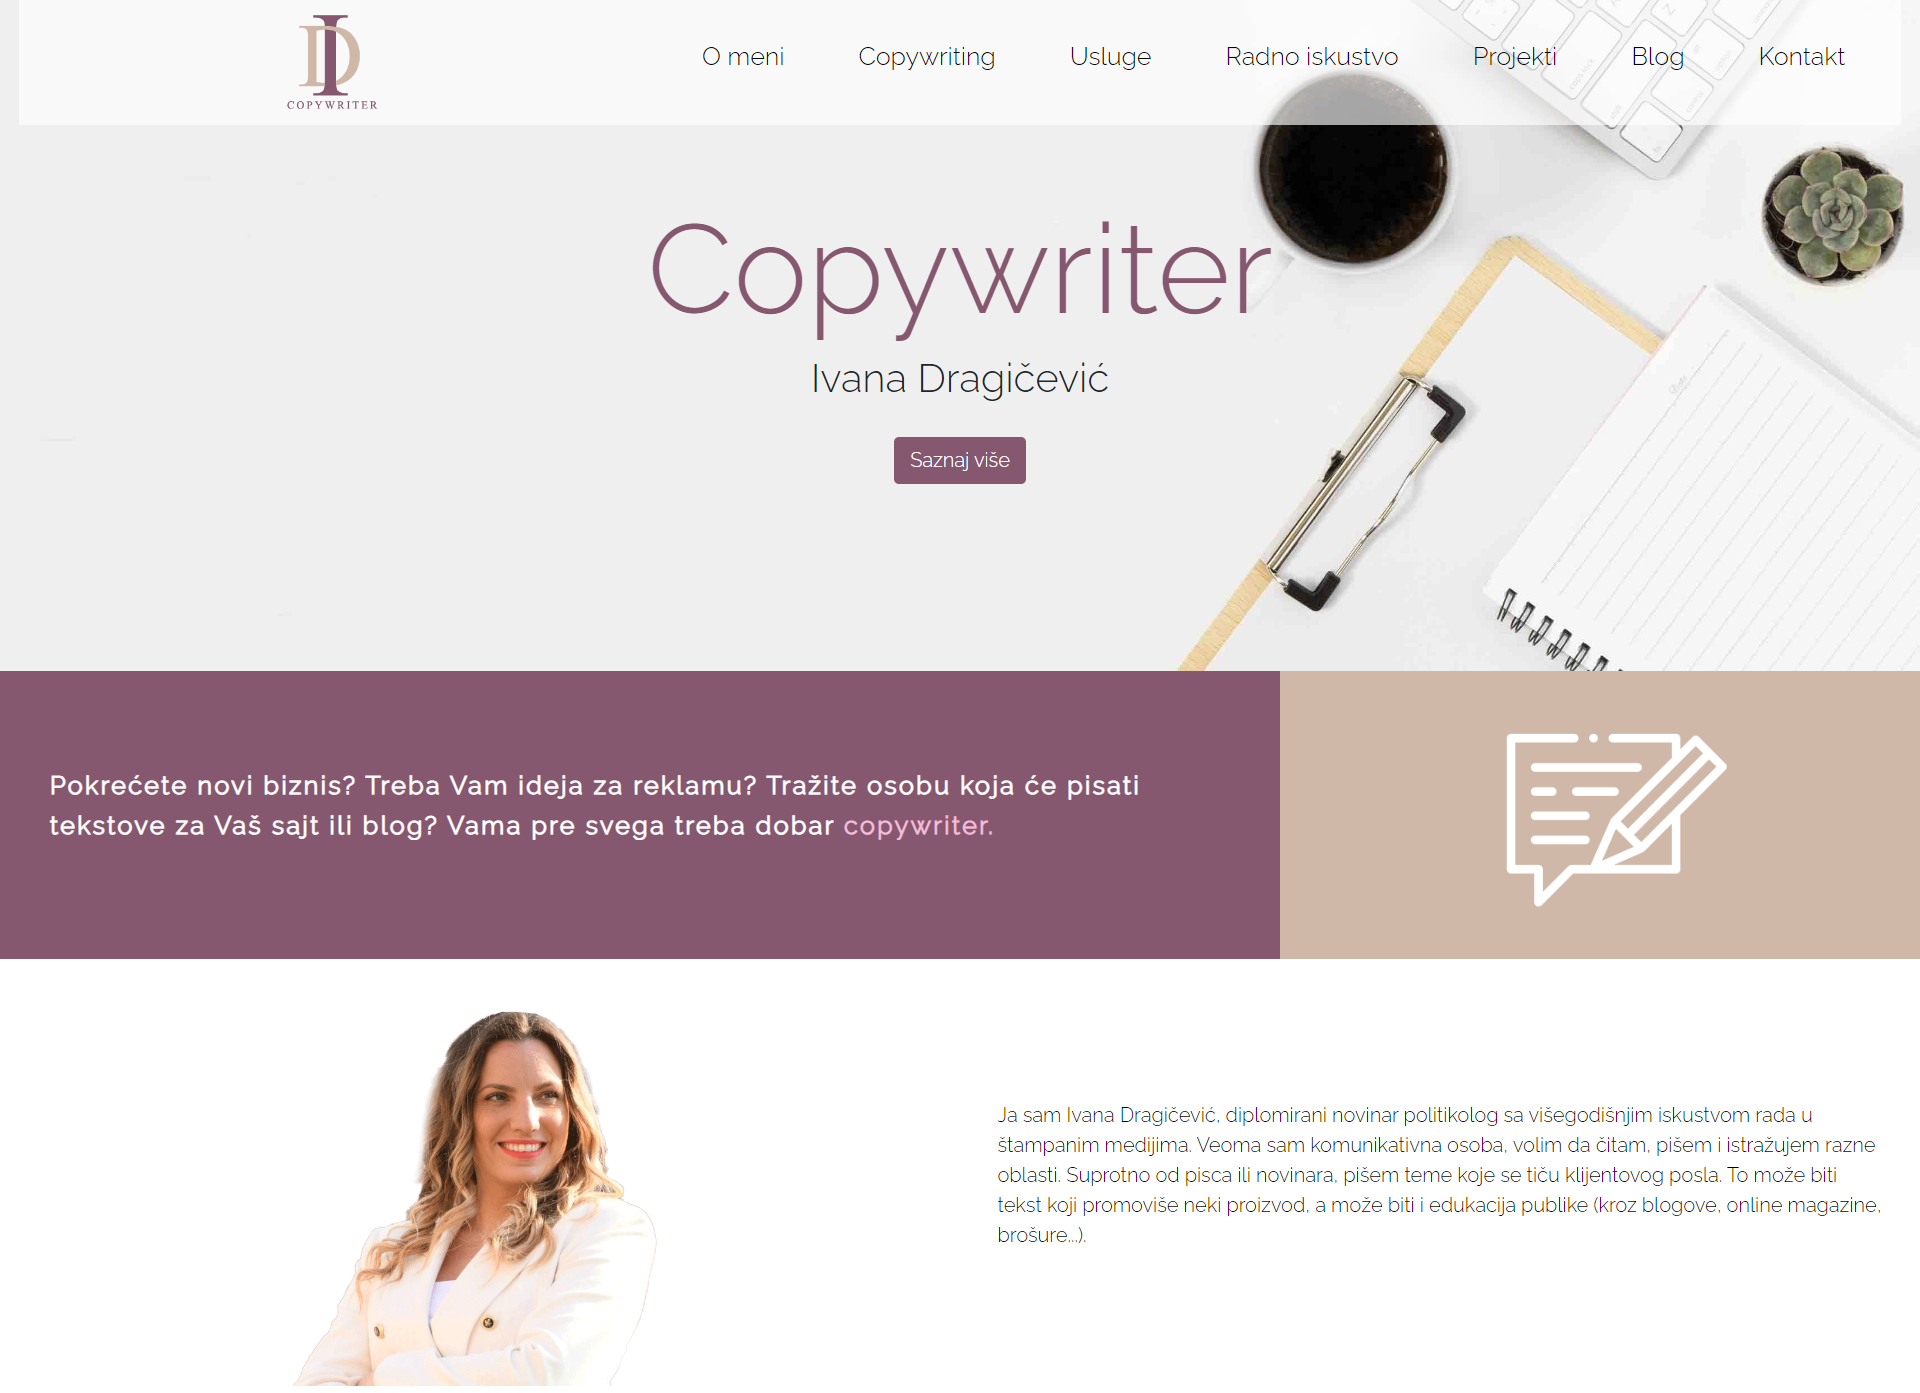 ID
COPYWRITER
O meni Copywriting Usluge Radno iskustvo Projekti Blog Kontakt
Copywriter
Ivana Dragičević
Saznaj više
Pokrećete novi biznis? Treba Vam ideja za reklamu? Tražite osobu koja će pisati
tekstove za Vaš sajt ili blog? Vama pre svega treba dobar copywriter.
Ja sam Ivana Dragičević, diplomirani novinar politikolog sa višegodišnjim iskustvom rada u
štampanim medijima. Veoma sam komunikativna osoba, volim da čitam, pišem i istražujem razne
oblasti. Suprotno od pisca ili novinara, pišem teme koje se tiču klijentovog posla. To može biti
tekst koji promoviše neki proizvod, a može biti i edukacija publike (kroz blogove, online magazine,
brošure...).